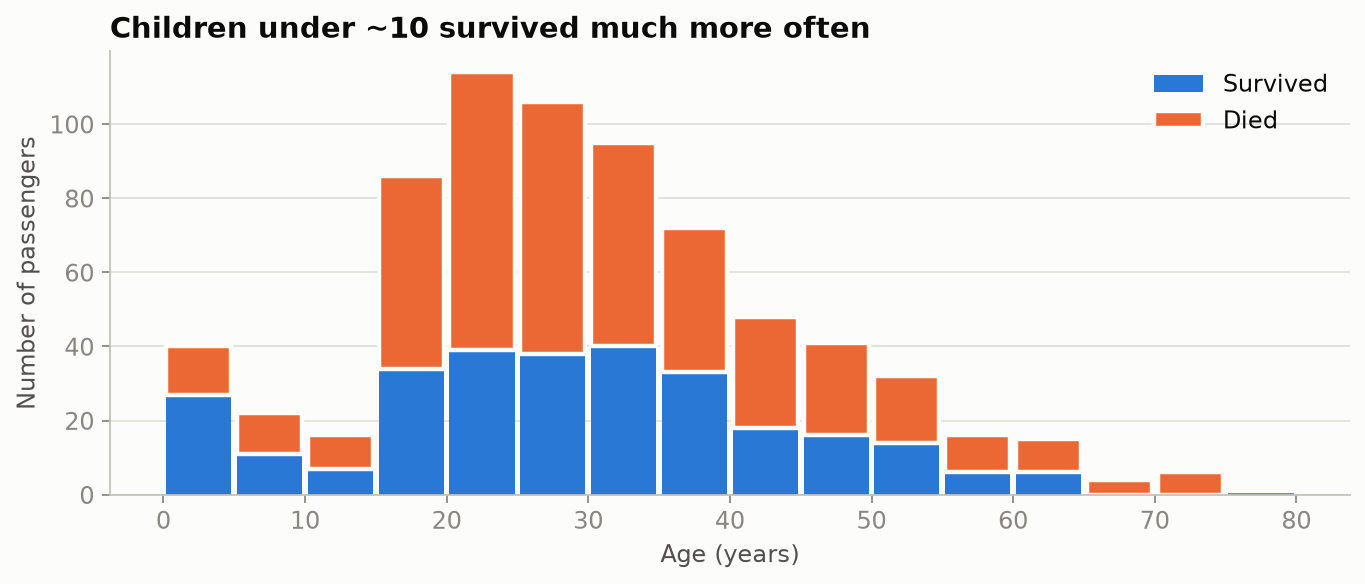 Children under ~10 survived much more often
Survived
Died
Number of passengers
100
80
60
40
20
0
0 10 20 30 40 50 60 70 80
Age (years)